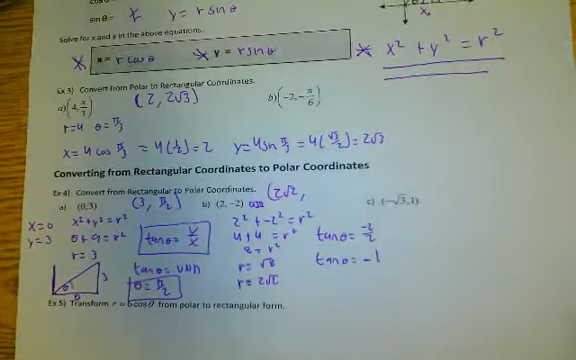 sin θ = y/r   y = r sin θ   x
Solve for x and y in the above equations.
* x = r cos θ   * y = r sin θ   * x² + y² = r²
Ex 3) Convert from Polar to Rectangular Coordinates.
a) (4, π/3)   (2, 2√3)   b) (-2, -π/6)
r=4   θ = π/3
x = 4 cos π/3 = 4(1/2) = 2   y = 4 sin π/3 = 4(√3/2) = 2√3
Converting from Rectangular Coordinates to Polar Coordinates
Ex 4) Convert from Rectangular to Polar Coordinates.   (2√2,
a) (0,3)   (3, π/2)   b) (2, -2)   c) (-√3, 1)
x=0   x²+y²=r²   2² + -2² = r²
y=3   0+9=r²   tan θ = y/x   4+4 = r²   tan θ = -2/2
r = 3   8 = r²   tan θ = -1
3   tan θ = UND   r = √8
θ   0   θ = π/2   r = 2√2
Ex 5) Transform r = 6cosθ from polar to rectangular form.